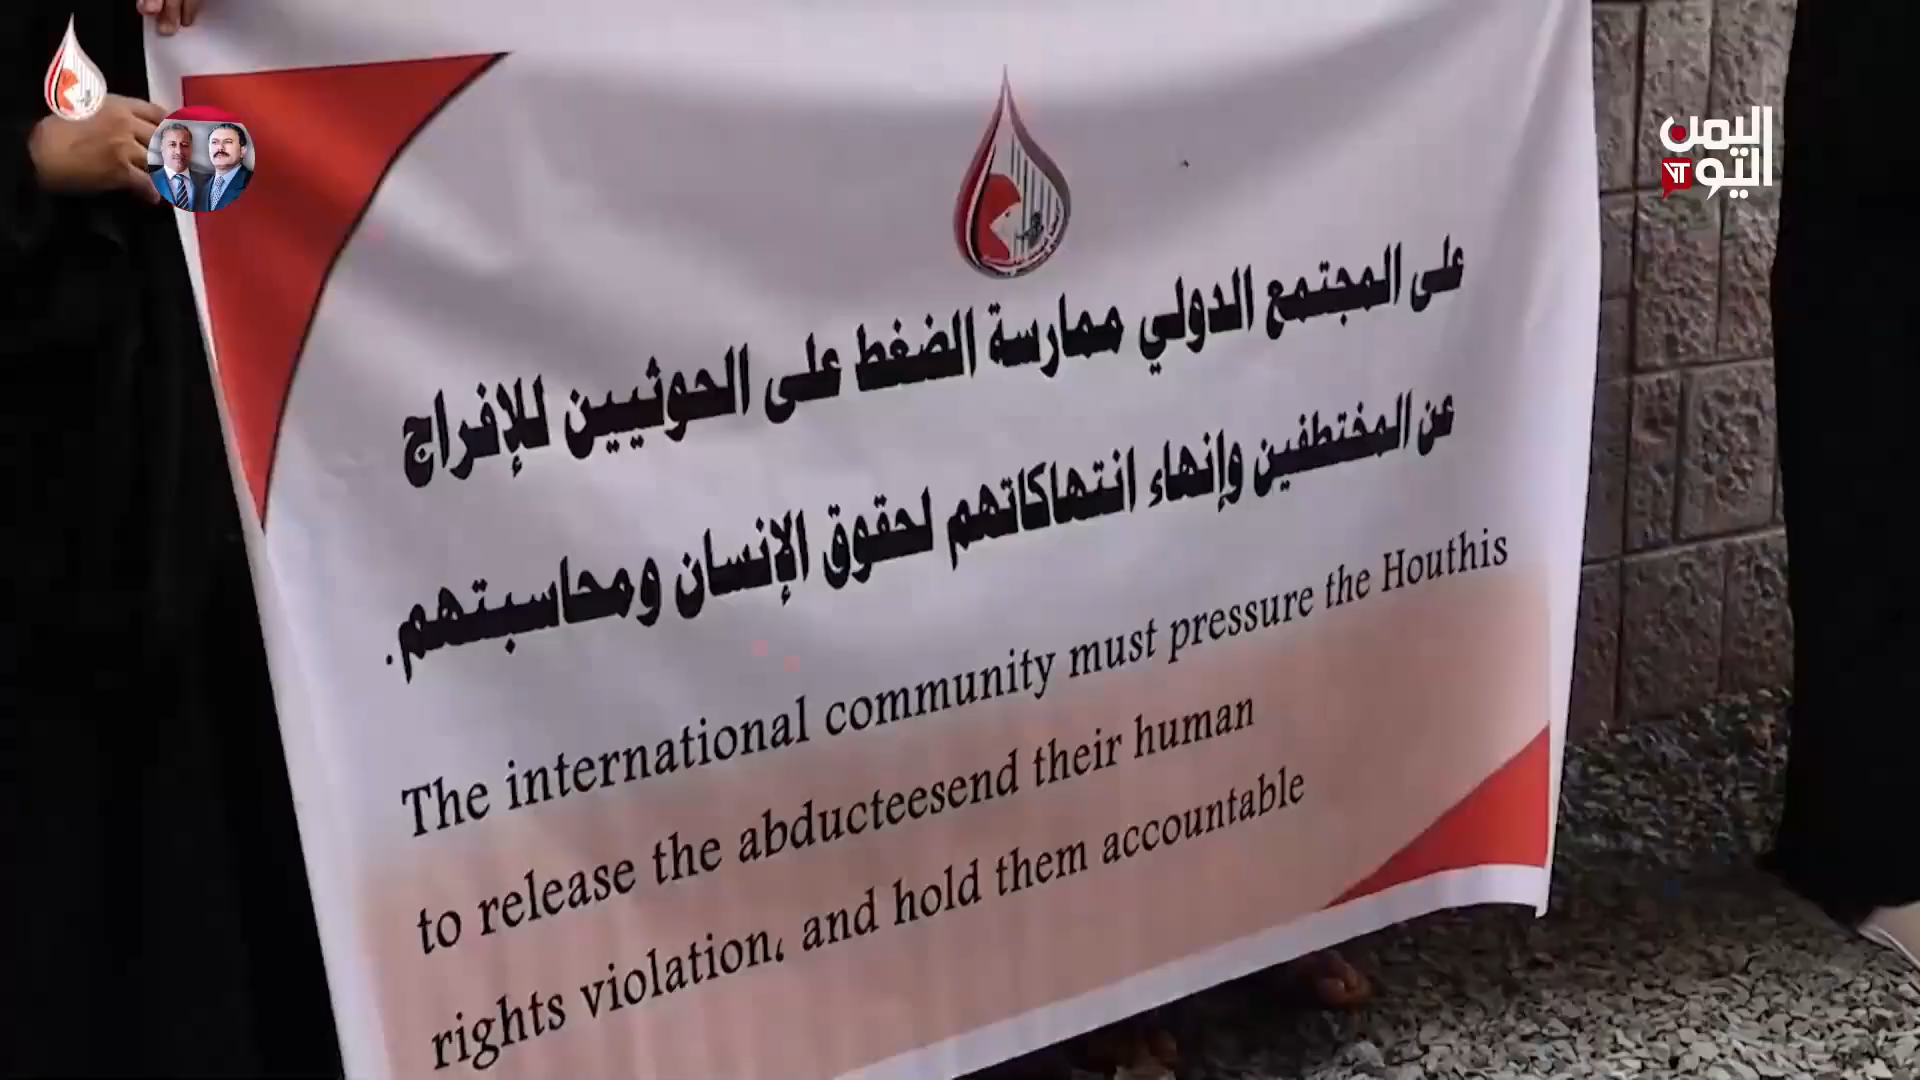 اليمن
اليوم
YT
على المجتمع الدولي ممارسة الضغط على الحوثيين للإفراج
عن المختطفين وإنهاء انتهاكاتهم لحقوق الإنسان ومحاسبتهم.
The international community must pressure the Houthis
to release the abducteesend their human
rights violation، and hold them accountable